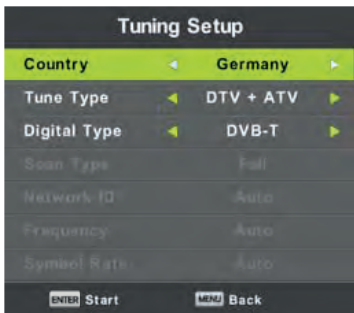 Tuning Setup
Country Germany
Tune Type DTV + ATV
Digital Type DVB-T
Scan Type Full
Network ID Auto
Frequency Auto
Symbol Rate Auto
ENTER Start MENU Back